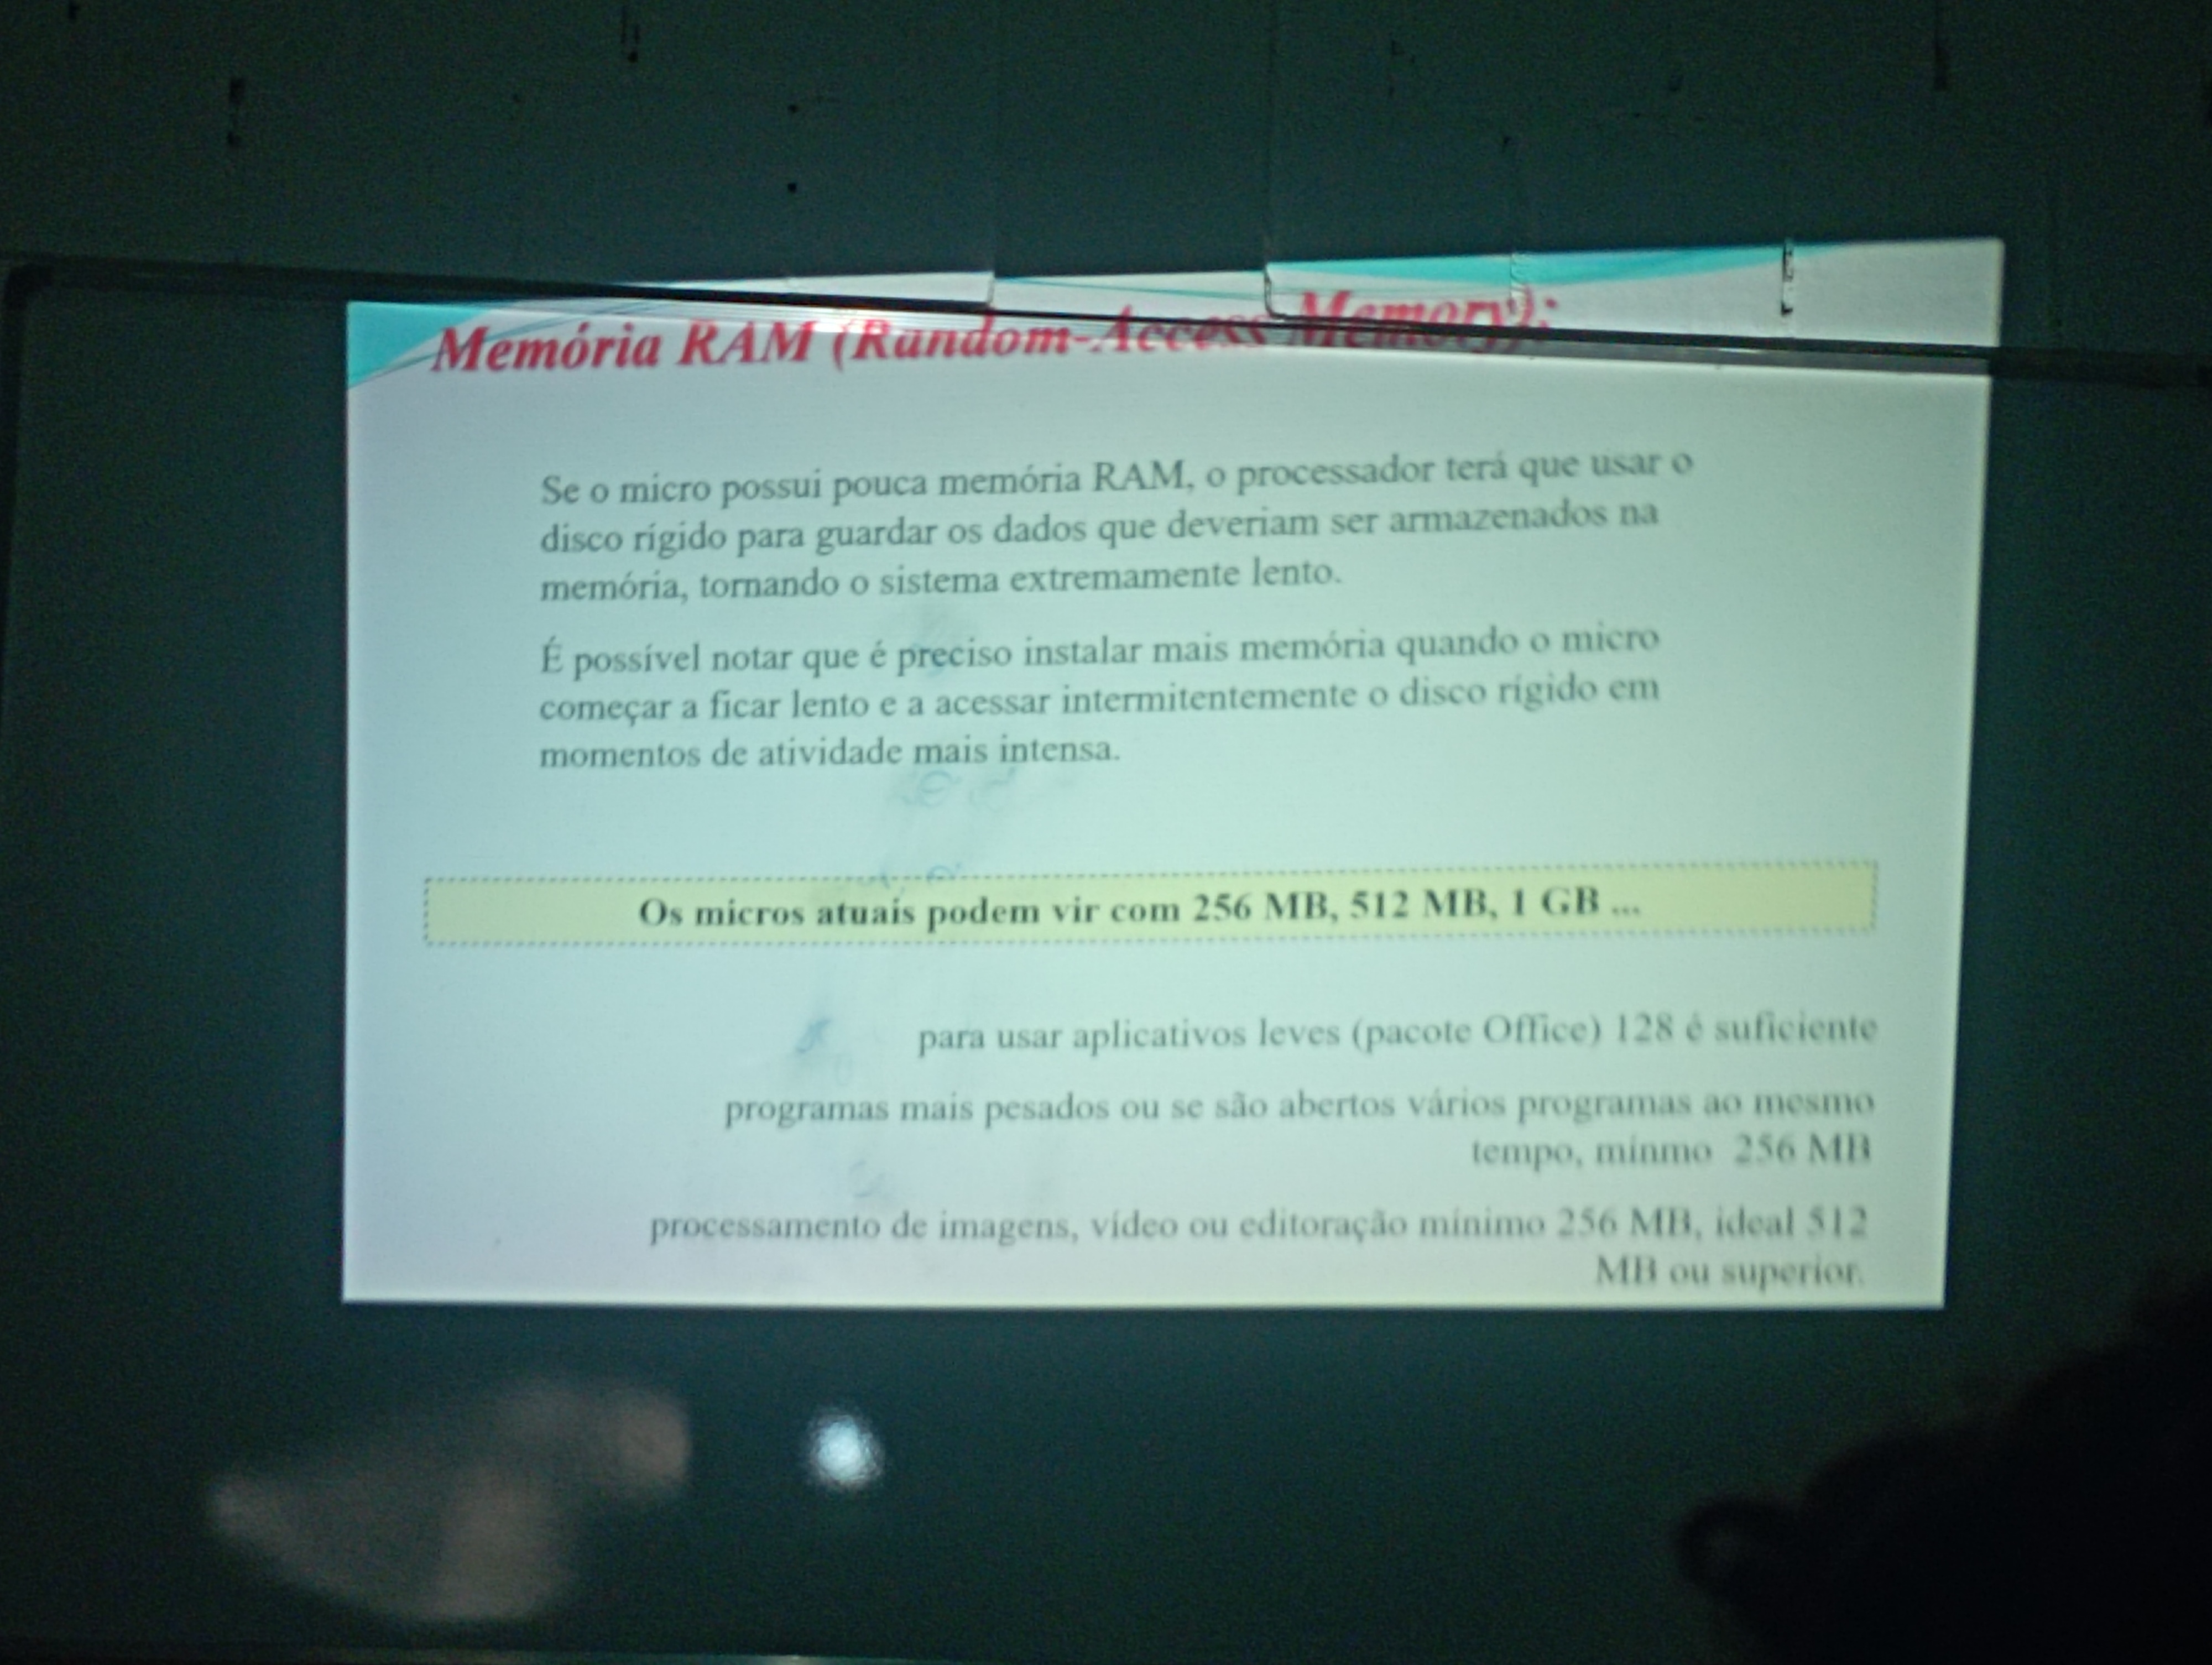 Memória RAM (Random-Access Memory):
Se o micro possui pouca memória RAM, o processador terá que usar o
disco rígido para guardar os dados que deveriam ser armazenados na
memória, tornando o sistema extremamente lento.
É possível notar que é preciso instalar mais memória quando o micro
começar a ficar lento e a acessar intermitentemente o disco rígido em
momentos de atividade mais intensa.
Os micros atuais podem vir com 256 MB, 512 MB, 1 GB ...
para usar aplicativos leves (pacote Office) 128 é suficiente
programas mais pesados ou se são abertos vários programas ao mesmo
tempo, mínmo 256 MB
processamento de imagens, vídeo ou editoração mínimo 256 MB, ideal 512
MB ou superior.